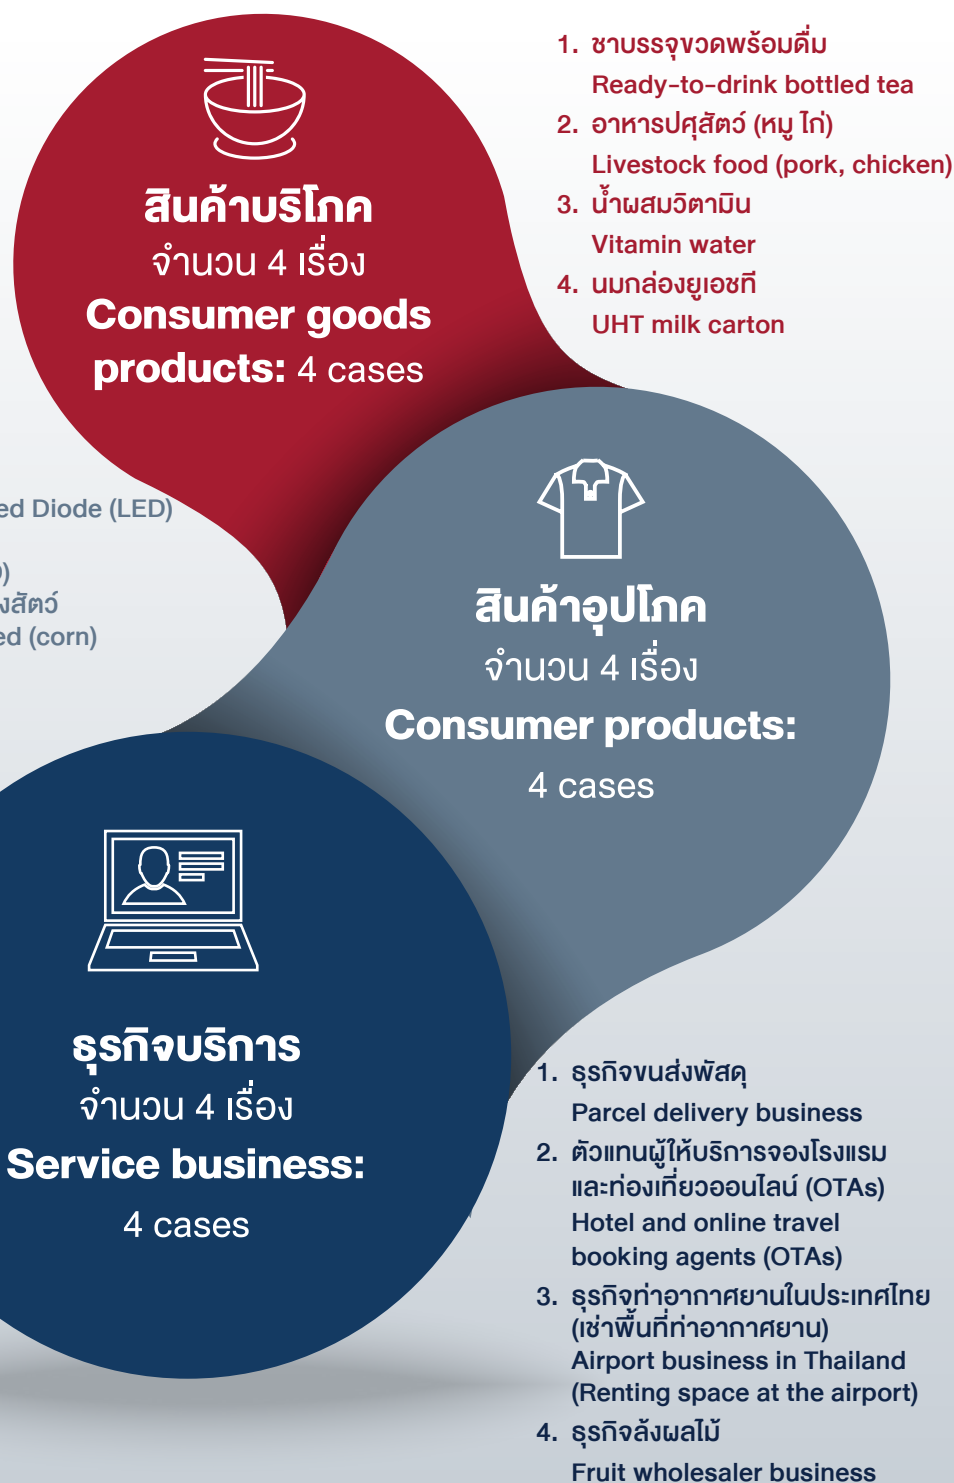 สินค้าบริโภค
จำนวน 4 เรื่อง
Consumer goods
products: 4 cases
1. ชาบรรจุขวดพร้อมดื่ม
Ready-to-drink bottled tea
2. อาหารปศุสัตว์ (หมู ไก่)
Livestock food (pork, chicken)
3. น้ำผสมวิตามิน
Vitamin water
4. นมกล่องยูเอชที
UHT milk carton
Diode (LED)
(corn)
สินค้าอุปโภค
จำนวน 4 เรื่อง
Consumer products:
4 cases
ธุรกิจบริการ
จำนวน 4 เรื่อง
Service business:
4 cases
1. ธุรกิจขนส่งพัสดุ
Parcel delivery business
2. ตัวแทนผู้ให้บริการจองโรงแรม
และท่องเที่ยวออนไลน์ (OTAs)
Hotel and online travel
booking agents (OTAs)
3. ธุรกิจท่าอากาศยานในประเทศไทย
(เช่าพื้นที่ท่าอากาศยาน)
Airport business in Thailand
(Renting space at the airport)
4. ธุรกิจล้งผลไม้
Fruit wholesaler business